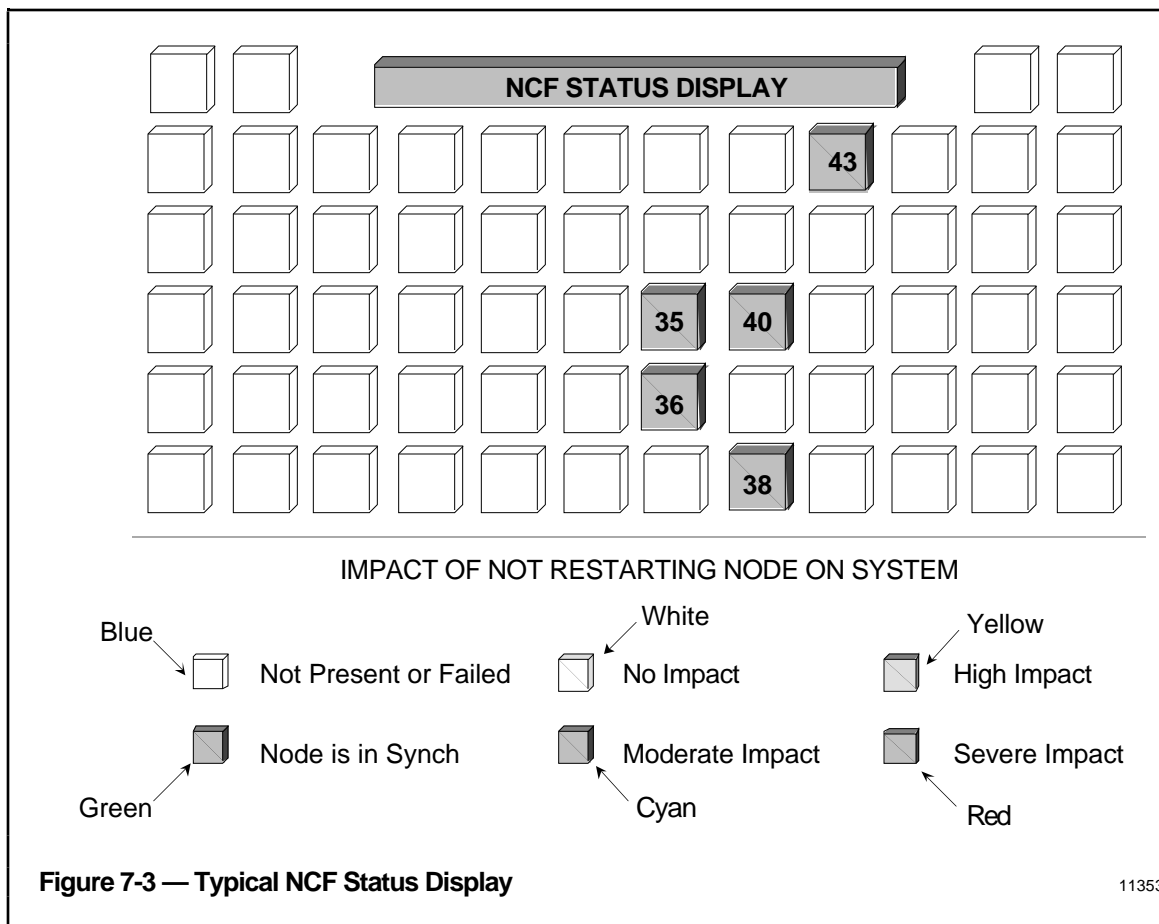 NCF STATUS DISPLAY
43
35 40
36
38
IMPACT OF NOT RESTARTING NODE ON SYSTEM
Blue White Yellow
Not Present or Failed No Impact High Impact
Node is in Synch Moderate Impact Severe Impact
Green Cyan Red
Figure 7-3 — Typical NCF Status Display 11353